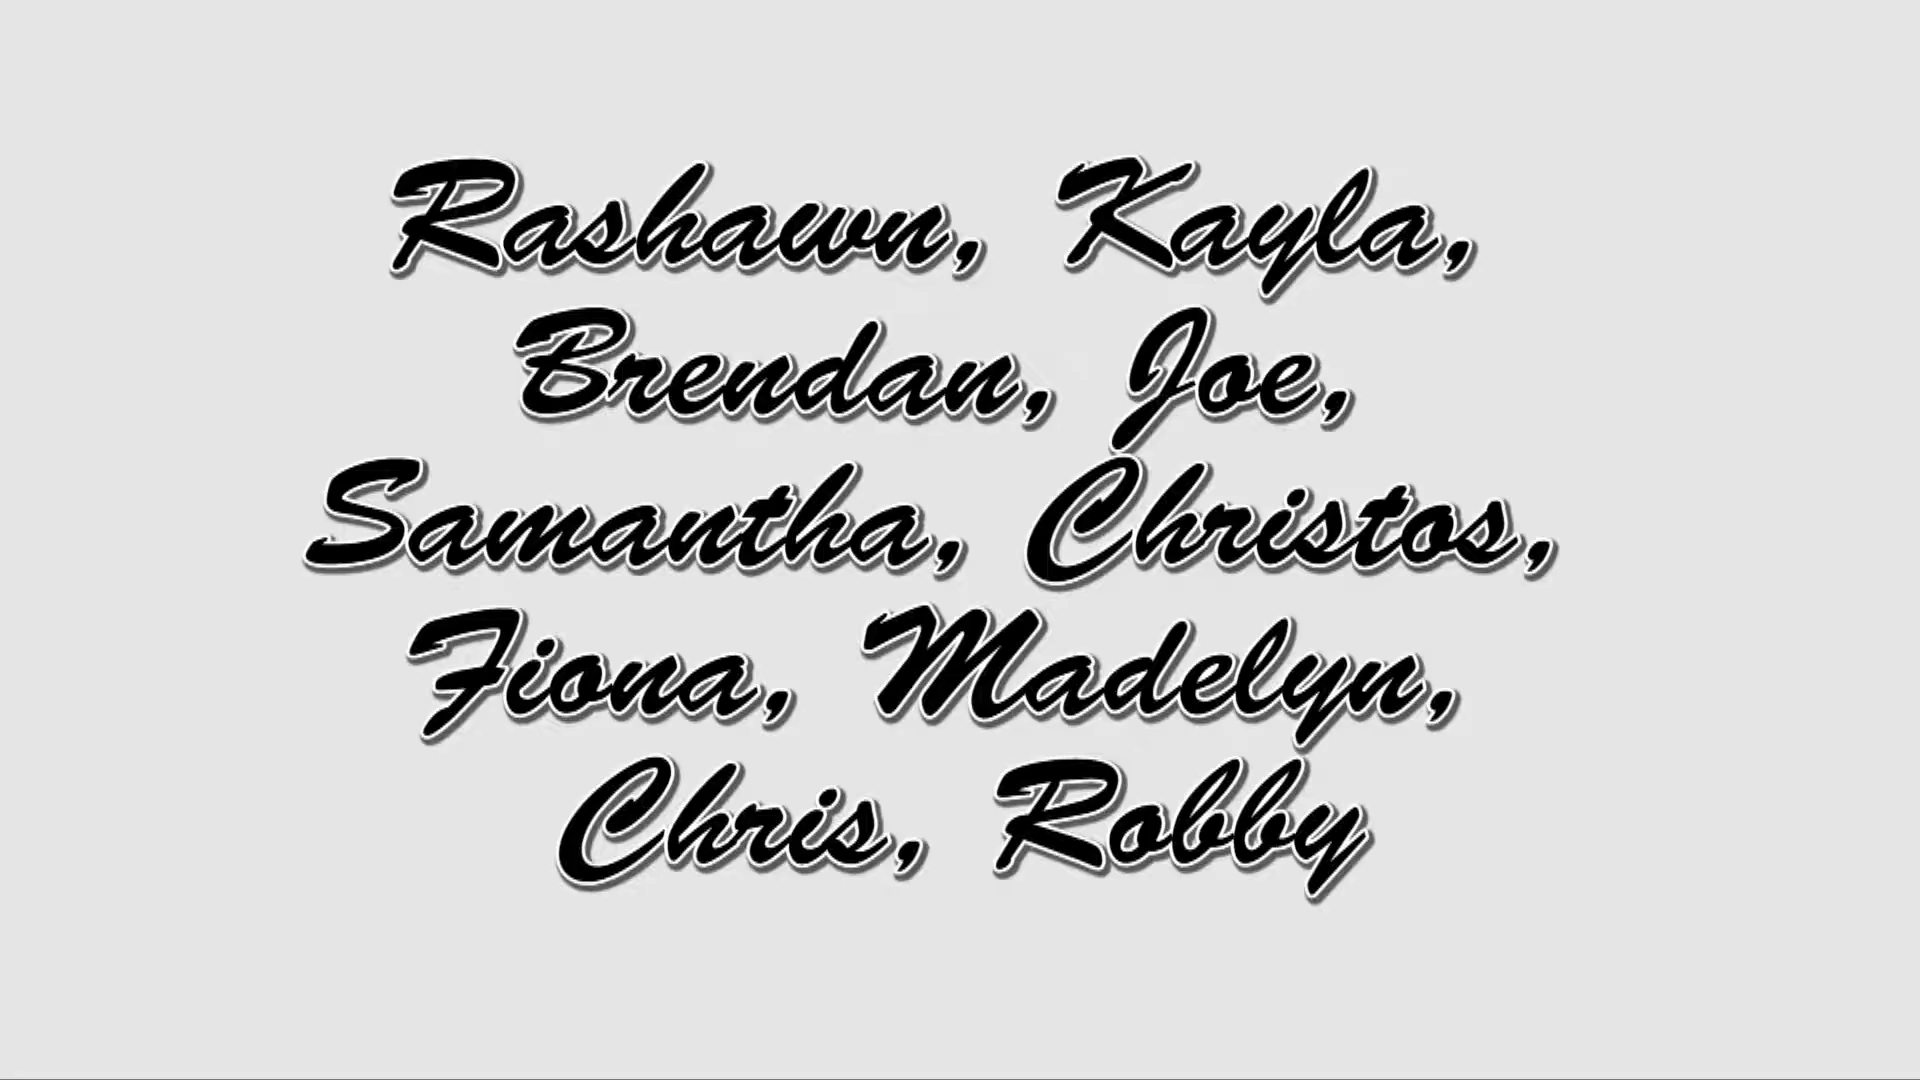 Rashawn, Kayla,
Brendan, Joe,
Samantha, Christos,
Fiona, Madelyn,
Chris, Robby